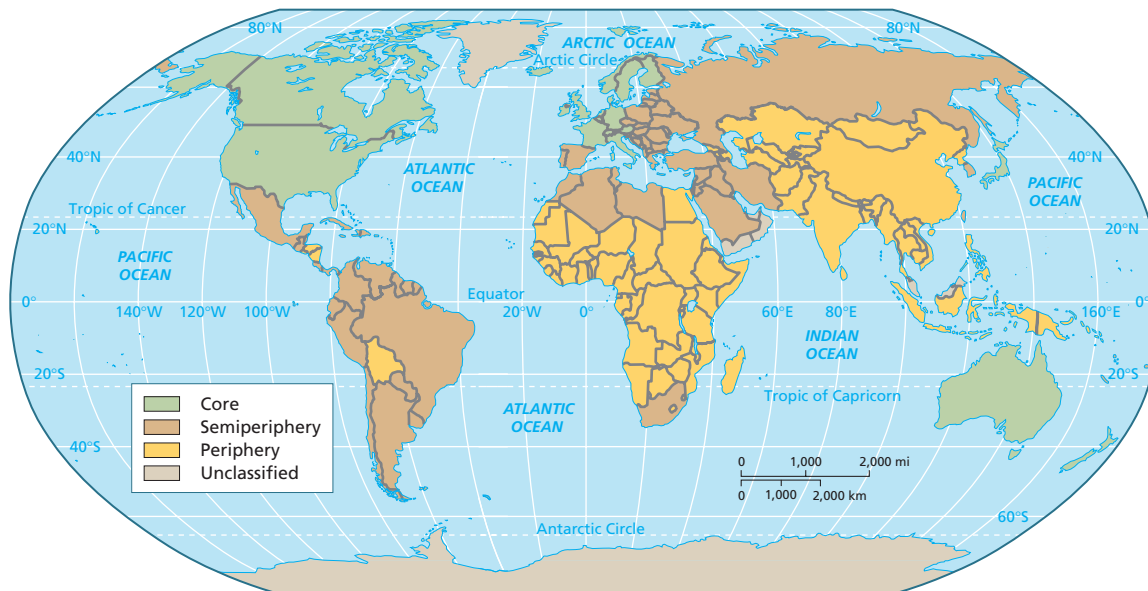 80°N
80°N
ARCTIC OCEAN
Arctic Circle
40°N
ATLANTIC
OCEAN
40°N
PACIFIC
OCEAN
Tropic of Cancer
20°N
20°N
PACIFIC
OCEAN
Equator
0°
140°W
120°W
100°W
20°W
0°
60°E
80°E
160°E
0°
INDIAN
OCEAN
20°S
20°S
Tropic of Capricorn
ATLANTIC
OCEAN
Core
Semiperiphery
Periphery
Unclassified
40°S
40°S
0 1,000 2,000 mi
0 1,000 2,000 km
60°S
Antarctic Circle